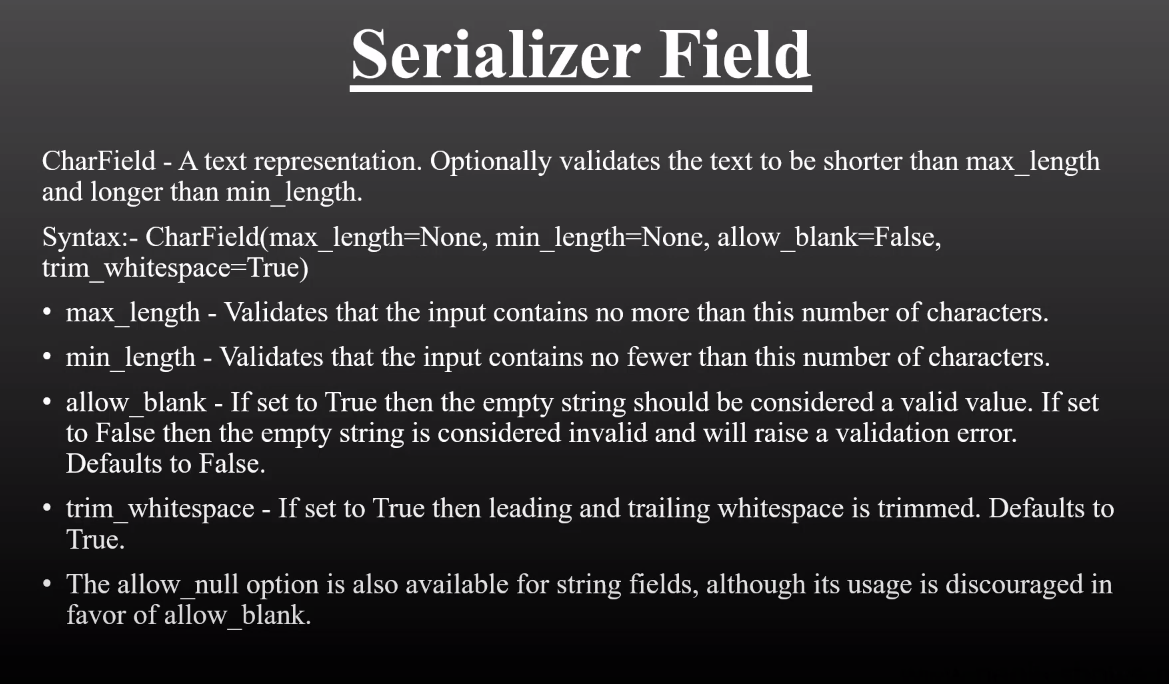 Serializer Field
CharField - A text representation. Optionally validates the text to be shorter than max_length
and longer than min_length.
Syntax:- CharField(max_length=None, min_length=None, allow_blank=False,
trim_whitespace=True)
• max_length - Validates that the input contains no more than this number of characters.
• min_length - Validates that the input contains no fewer than this number of characters.
• allow_blank - If set to True then the empty string should be considered a valid value. If set
to False then the empty string is considered invalid and will raise a validation error.
Defaults to False.
• trim_whitespace - If set to True then leading and trailing whitespace is trimmed. Defaults to
True.
• The allow_null option is also available for string fields, although its usage is discouraged in
favor of allow_blank.